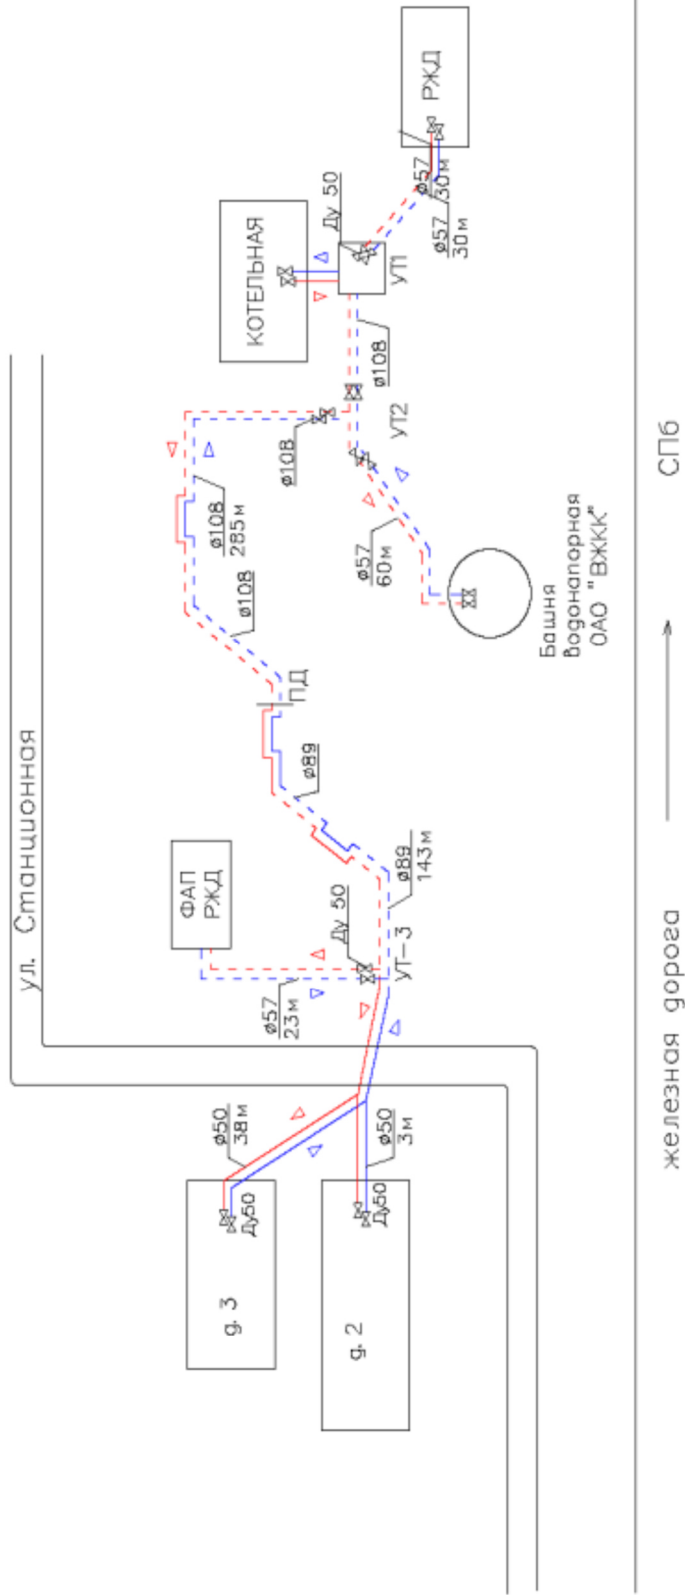 ул. Станционная
д. 3
Ду50
ø50
38м
д. 2
Ду50
ø50
3м
ФАП
РЖД
ø57
23м
Ду 50
УТ-3
ø89
143м
ø89
ПД
ø108
ø108
285м
ø108
КОТЕЛЬНАЯ
Ду 50
УТ1
ø108
УТ2
ø57
60м
Башня
водонапорная
ОАО "ВЖКК"
РЖД
ø57
30м
ø57
30м
железная дорога
СПб